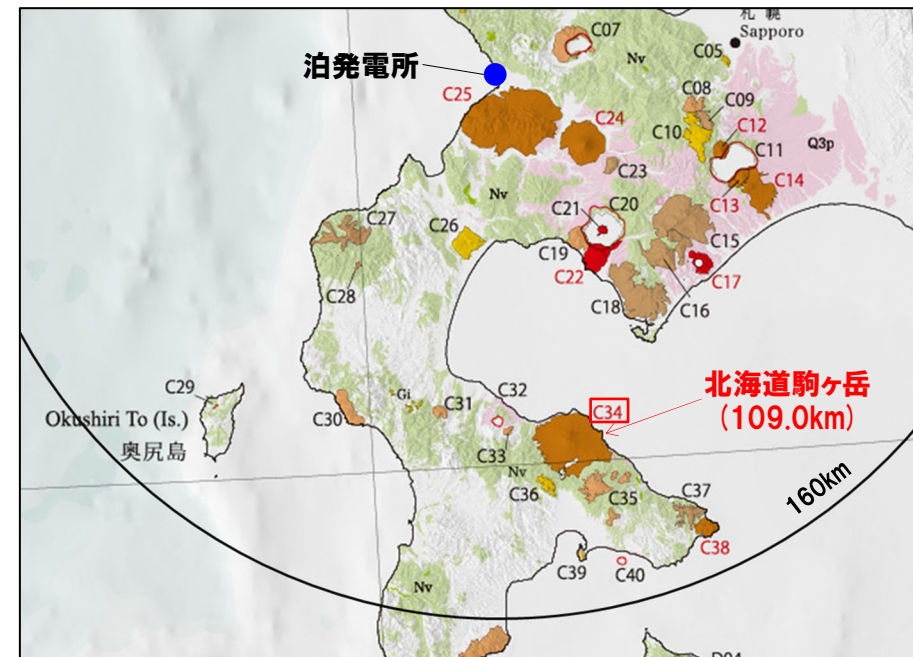 札 幌
Sapporo
C07
C05
Nv
泊発電所
C25
C08
C09
C24
C10
C12
C11
Q3p
C23
C14
C13
Nv
C20
C21
C27
C26
C15
C19
C22
C17
C28
C18
C16
C29
Okushiri To (Is.)
奥尻島
C30
Gi
C31
C32
C34
北海道駒ヶ岳
(109.0km)
C33
Nv
C36
C35
C37
160km
C38
C39
C40
Nv
D04